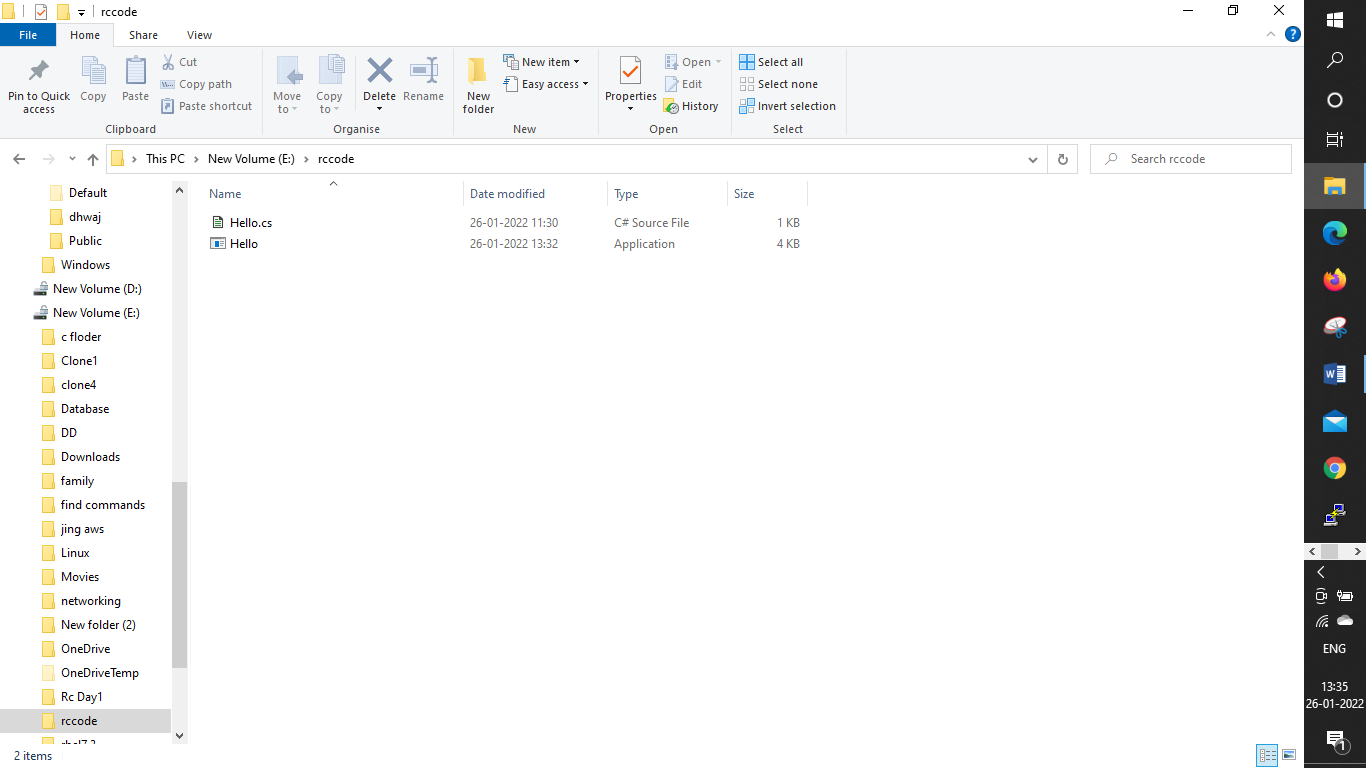 rccode
File Home Share View
Pin to Quick access
Copy
Paste
Cut
Copy path
Paste shortcut
Clipboard
Move to
Copy to
Delete
Rename
Organise
New folder
New item
Easy access
New
Properties
Open
Edit
History
Open
Select all
Select none
Invert selection
Select
This PC New Volume (E:) rccode
Search rccode
Default
dhwaj
Public
Windows
New Volume (D:)
New Volume (E:)
c floder
Clone1
clone4
Database
DD
Downloads
family
find commands
jing aws
Linux
Movies
networking
New folder (2)
OneDrive
OneDriveTemp
Rc Day1
rccode
Name Date modified Type Size
Hello.cs 26-01-2022 11:30 C# Source File 1 KB
Hello 26-01-2022 13:32 Application 4 KB
2 items
ENG
13:35
26-01-2022
1